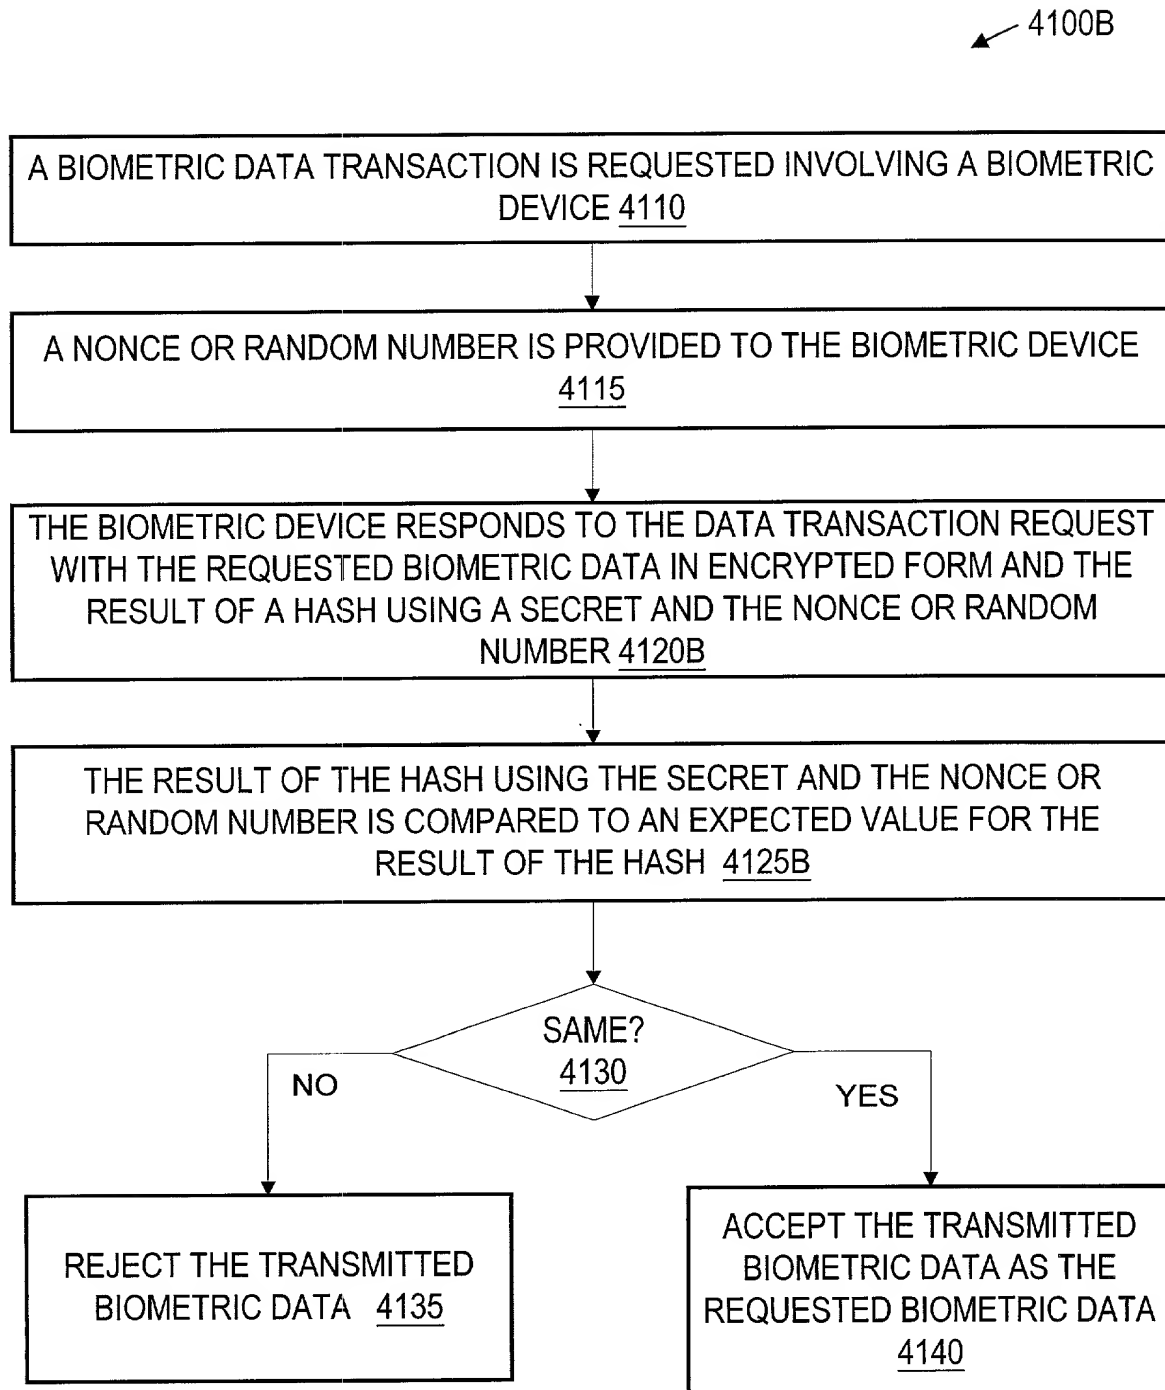 4100B
A BIOMETRIC DATA TRANSACTION IS REQUESTED INVOLVING A BIOMETRIC
DEVICE 4110
A NONCE OR RANDOM NUMBER IS PROVIDED TO THE BIOMETRIC DEVICE
4115
THE BIOMETRIC DEVICE RESPONDS TO THE DATA TRANSACTION REQUEST
WITH THE REQUESTED BIOMETRIC DATA IN ENCRYPTED FORM AND THE
RESULT OF A HASH USING A SECRET AND THE NONCE OR RANDOM
NUMBER 4120B
THE RESULT OF THE HASH USING THE SECRET AND THE NONCE OR
RANDOM NUMBER IS COMPARED TO AN EXPECTED VALUE FOR THE
RESULT OF THE HASH 4125B
SAME?
4130
NO
YES
REJECT THE TRANSMITTED
BIOMETRIC DATA 4135
ACCEPT THE TRANSMITTED
BIOMETRIC DATA AS THE
REQUESTED BIOMETRIC DATA
4140